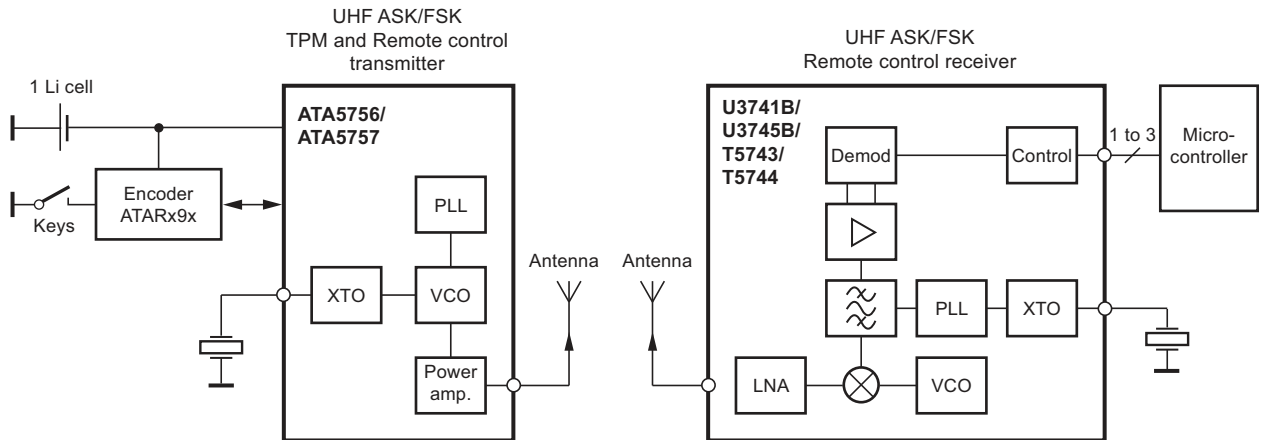 UHF ASK/FSK
TPM and Remote control
transmitter
1 Li cell
ATA5756/
ATA5757
Encoder
ATARx9x
Keys
PLL
XTO
VCO
Power
amp.
Antenna
Antenna
UHF ASK/FSK
Remote control receiver
U3741B/
U3745B/
T5743/
T5744
Demod
Control
1 to 3
Micro-
controller
PLL
XTO
LNA
VCO